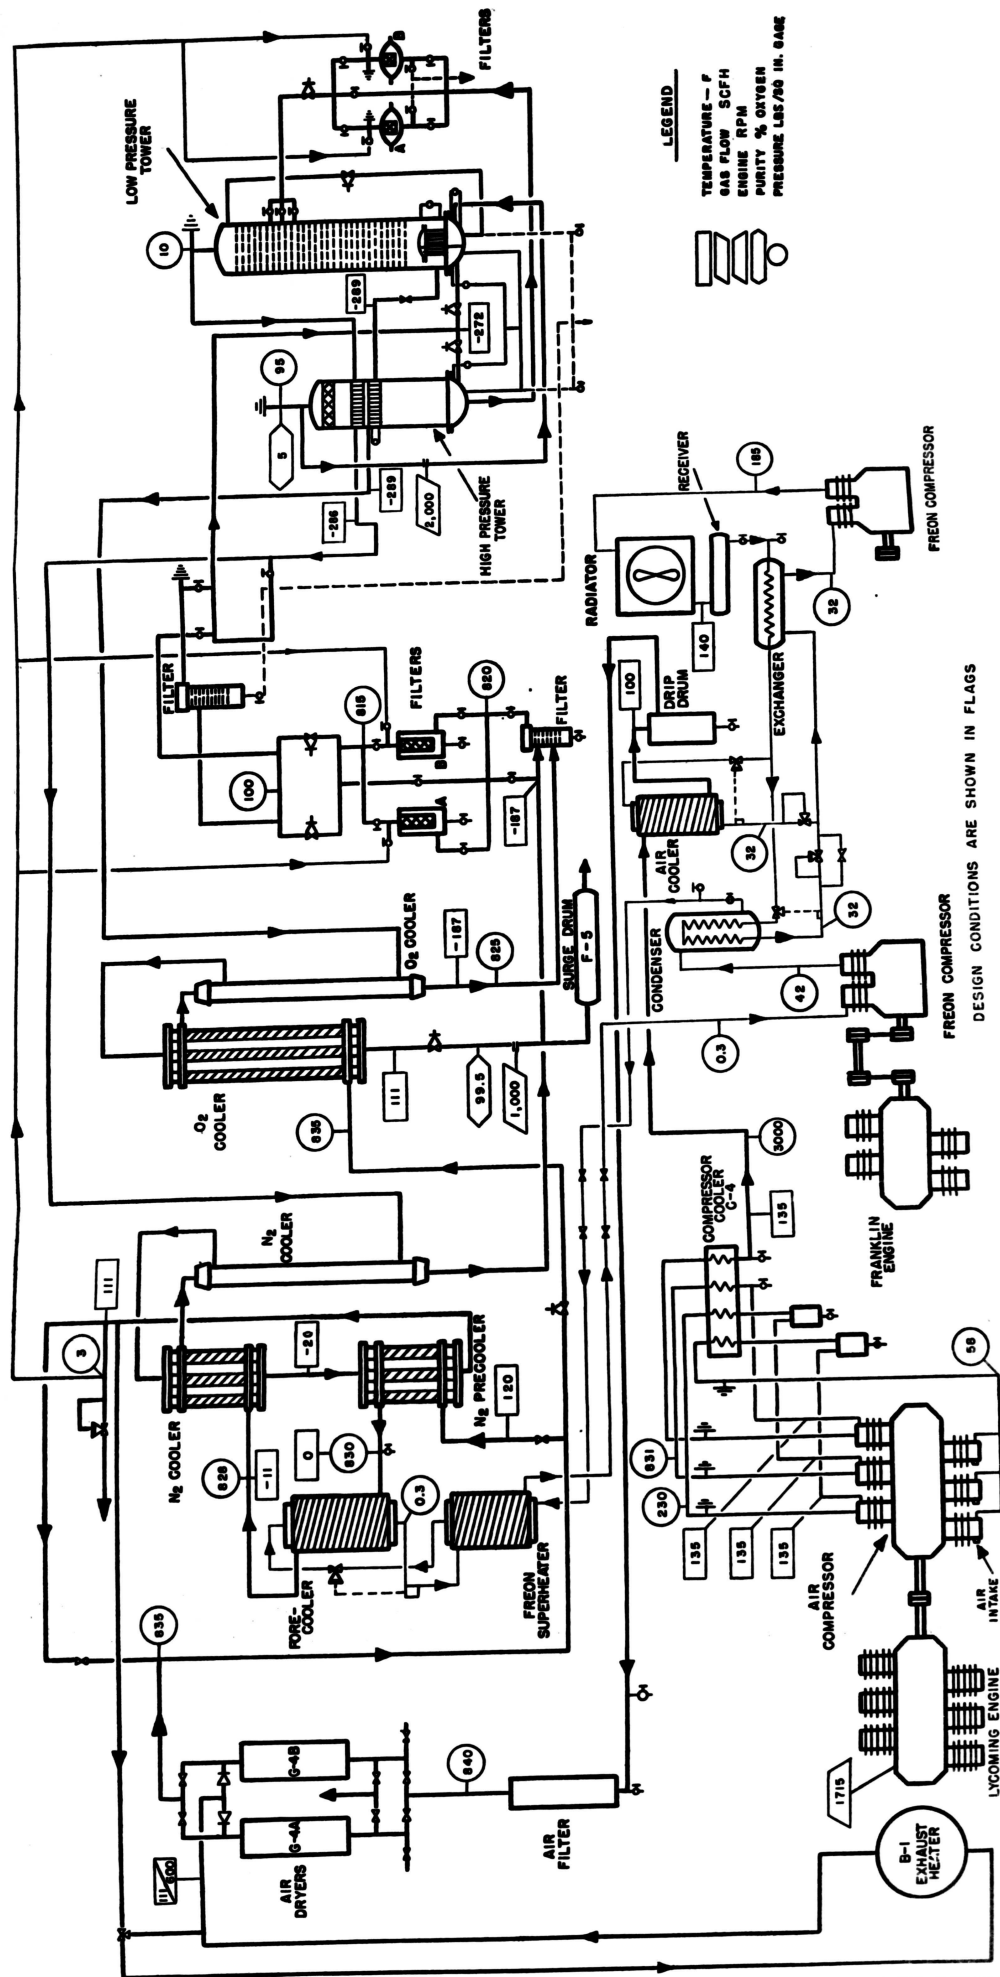 LOW PRESSURE
TOWER
10
B
A
FILTERS
-289
-272
95
5
2,000
-289
-286
HIGH PRESSURE
TOWER
LEGEND
TEMPERATURE – F
GAS FLOW SCFH
ENGINE RPM
PURITY % OXYGEN
PRESSURE LBS/SQ IN. GAGE
FILTER
100
815
FILTERS
B
A
820
FILTER
-187
RADIATOR
RECEIVER
185
140
FREON COMPRESSOR
32
EXCHANGER
100
DRIP
DRUM
AIR
COOLER
32
CONDENSER
32
42
0.3
FREON COMPRESSOR
DESIGN CONDITIONS ARE SHOWN IN FLAGS
O2 COOLER
-187
825
SURGE DRUM
F-5
O2
COOLER
835
111
99.5
1,000
FRANKLIN
ENGINE
3000
COMPRESSOR
COOLER
C-4
135
N2
COOLER
111
3
N2 COOLER
-20
N2 PRECOOLER
120
828
-11
0
830
0.3
FORE-
COOLER
FREON
SUPERHEATER
831
230
135
135
135
58
AIR
COMPRESSOR
AIR
INTAKE
835
G-4B
G-4A
AIR
DRYERS
111/600
840
AIR
FILTER
1715
LYCOMING ENGINE
B-1
EXHAUST
HEATER